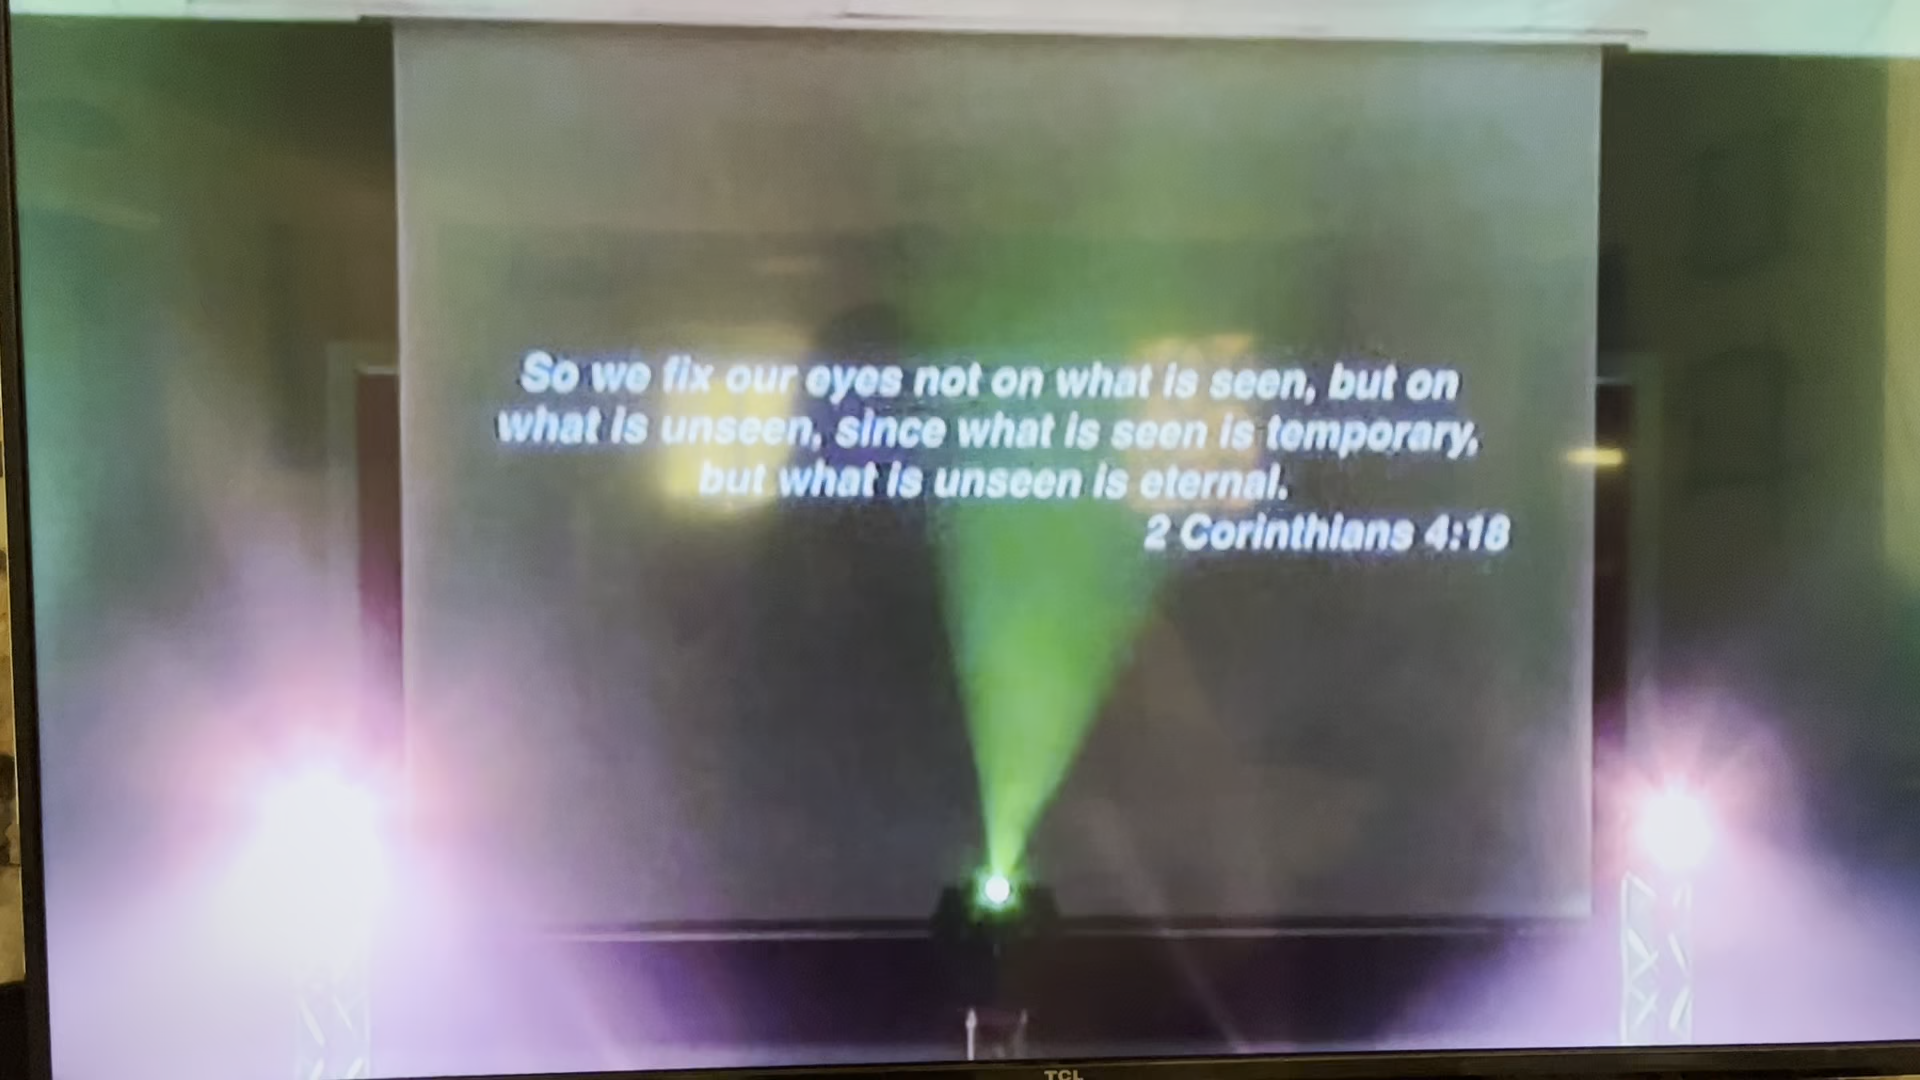 So we fix our eyes not on what is seen, but on
what is unseen, since what is seen is temporary,
but what is unseen is eternal.
2 Corinthians 4:18
TCL